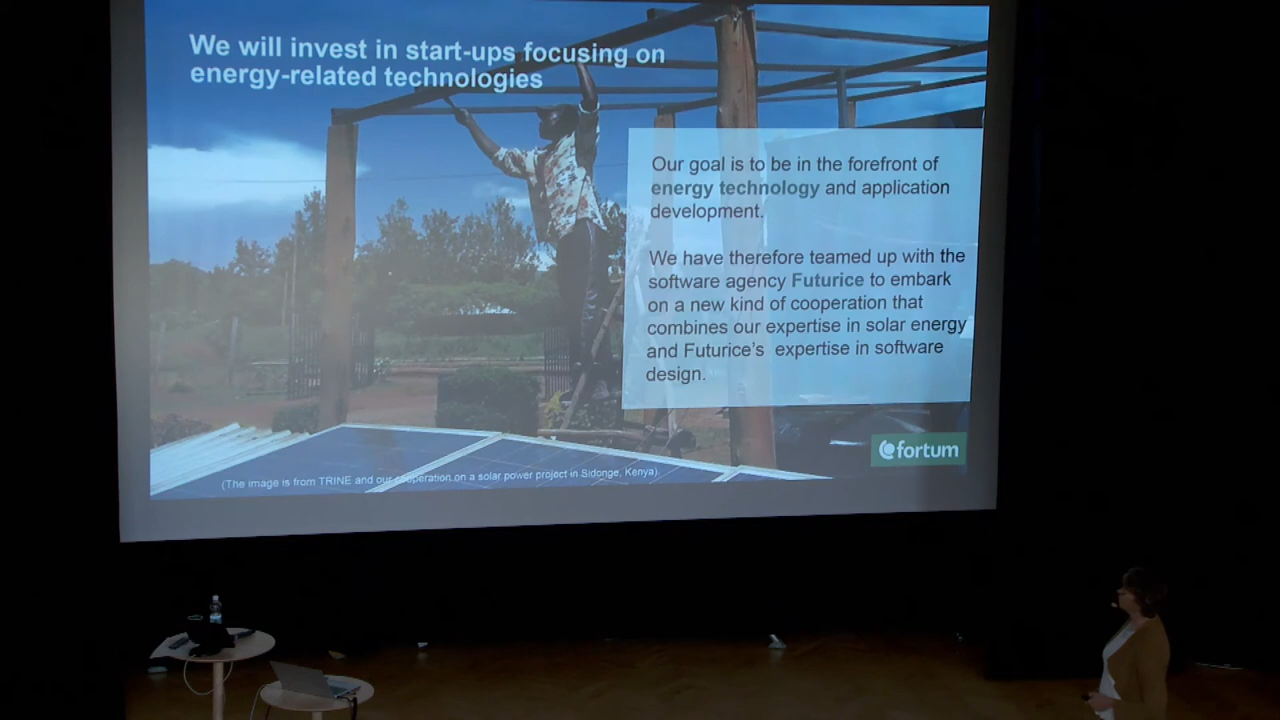 We will invest in start-ups focusing on
energy-related technologies
Our goal is to be in the forefront of
energy technology and application
development.
We have therefore teamed up with the
software agency Futurice to embark
on a new kind of cooperation that
combines our expertise in solar energy
and Futurice's expertise in software
design.
fortum
(The image is from TRINE and our cooperation on a solar power project in Sidonge, Kenya)